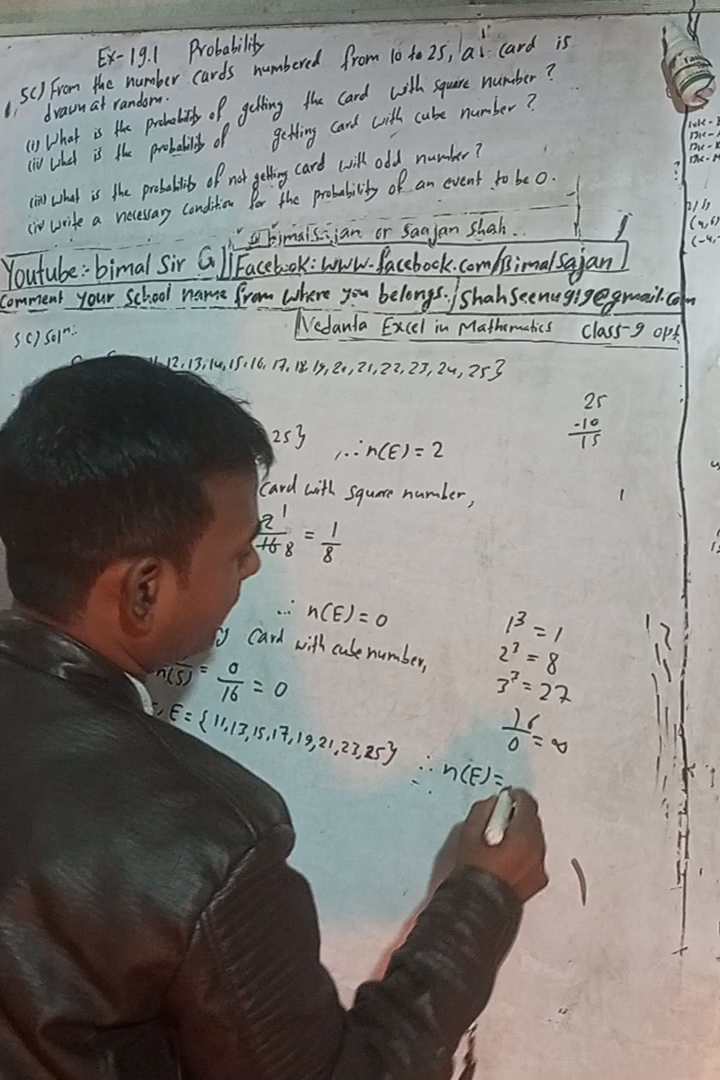 Ex-19.1 Probability
5c) From the number cards numbered from 10 to 25, a card is
drawn at random.
(i) What is the probability of getting the card with square number?
(ii) What is the probability of getting card with cube number?
(iii) What is the probability of not getting card with odd number?
(iv) Write a necessary condition for the probability of an event to be 0.
bimalsajan or Saajan Shah.
Youtube:- bimal Sir G Facebook: www.facebook.com/Bimalsajan
Comment your School name from where you belongs. Shahseenu919@gmail.com
Vedanta Excel in Mathematics Class-9 opt
5c) Soln:
12, 13, 14, 15, 16, 17, 18, 19, 20, 21, 22, 23, 24, 25}
25
-10
15
25} ∴ n(E) = 2
card with square number,
2 1
16 8 = 1/8
∴ n(E) = 0
card with cube number,
n(S) = 0/16 = 0
1³ = 1
2³ = 8
3³ = 27
16/0 = ∞
E = {11, 13, 15, 17, 19, 21, 23, 25} ∴ n(E) =